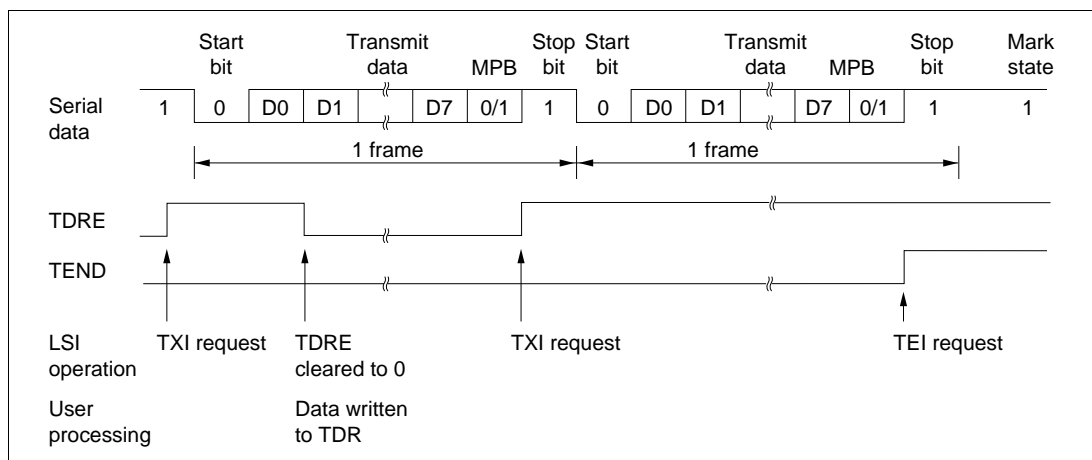 Start bit Transmit data MPB Stop bit Start bit Transmit data MPB Stop bit Mark state
Serial data 1 0 D0 D1 D7 0/1 1 0 D0 D1 D7 0/1 1 1
1 frame 1 frame
TDRE
TEND
LSI operation TXI request TDRE cleared to 0 TXI request TEI request
User processing Data written to TDR